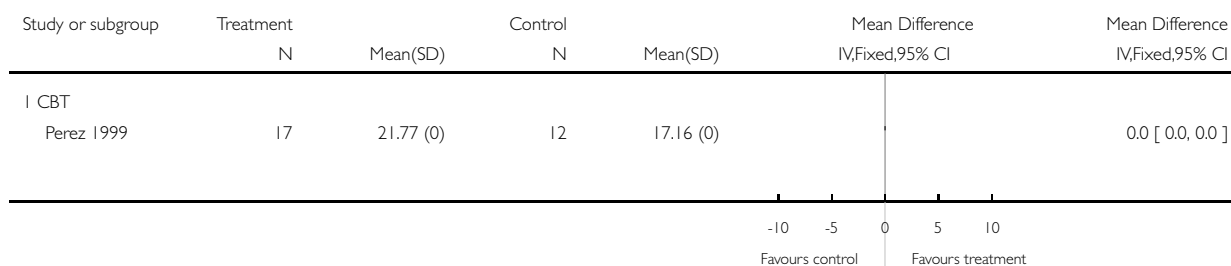 Study or subgroup Treatment Control Mean Difference Mean Difference
N Mean(SD) N Mean(SD) IV,Fixed,95% CI IV,Fixed,95% CI
1 CBT
Perez 1999 17 21.77 (0) 12 17.16 (0) 0.0 [ 0.0, 0.0 ]
-10 -5 0 5 10
Favours control Favours treatment